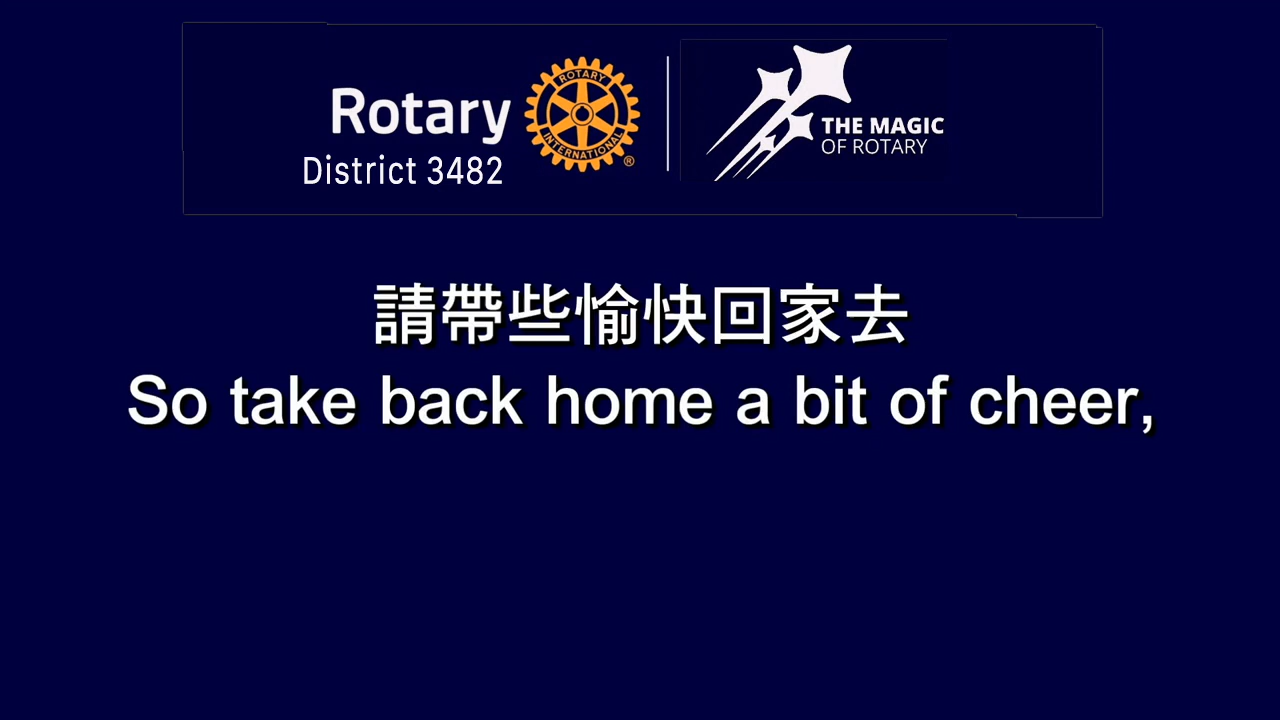 Rotary
District 3482
ROTARY
INTERNATIONAL
®
THE MAGIC
OF ROTARY
請帶些愉快回家去
So take back home a bit of cheer,